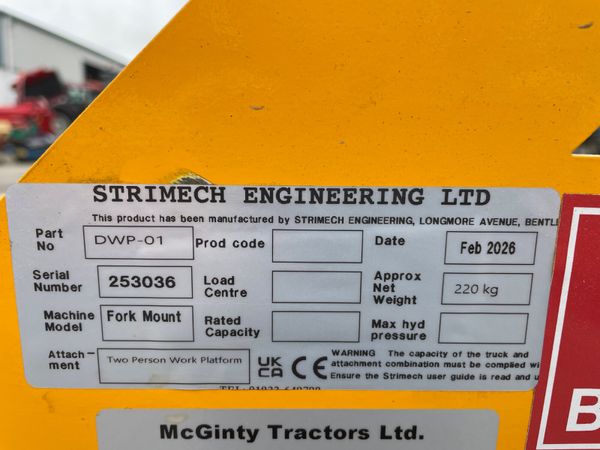 STRIMECH ENGINEERING LTD
This product has been manufactured by STRIMECH ENGINEERING, LONGMORE AVENUE, BENTL
Part No DWP-01 Prod code Date Feb 2026
Serial Number 253036 Load Centre Approx Net Weight 220 kg
Machine Model Fork Mount Rated Capacity Max hyd pressure
Attach-ment Two Person Work Platform UK CA CE WARNING The capacity of the truck and
attachment combination must be complied wi
Ensure the Strimech user guide is read and u
McGinty Tractors Ltd.
B